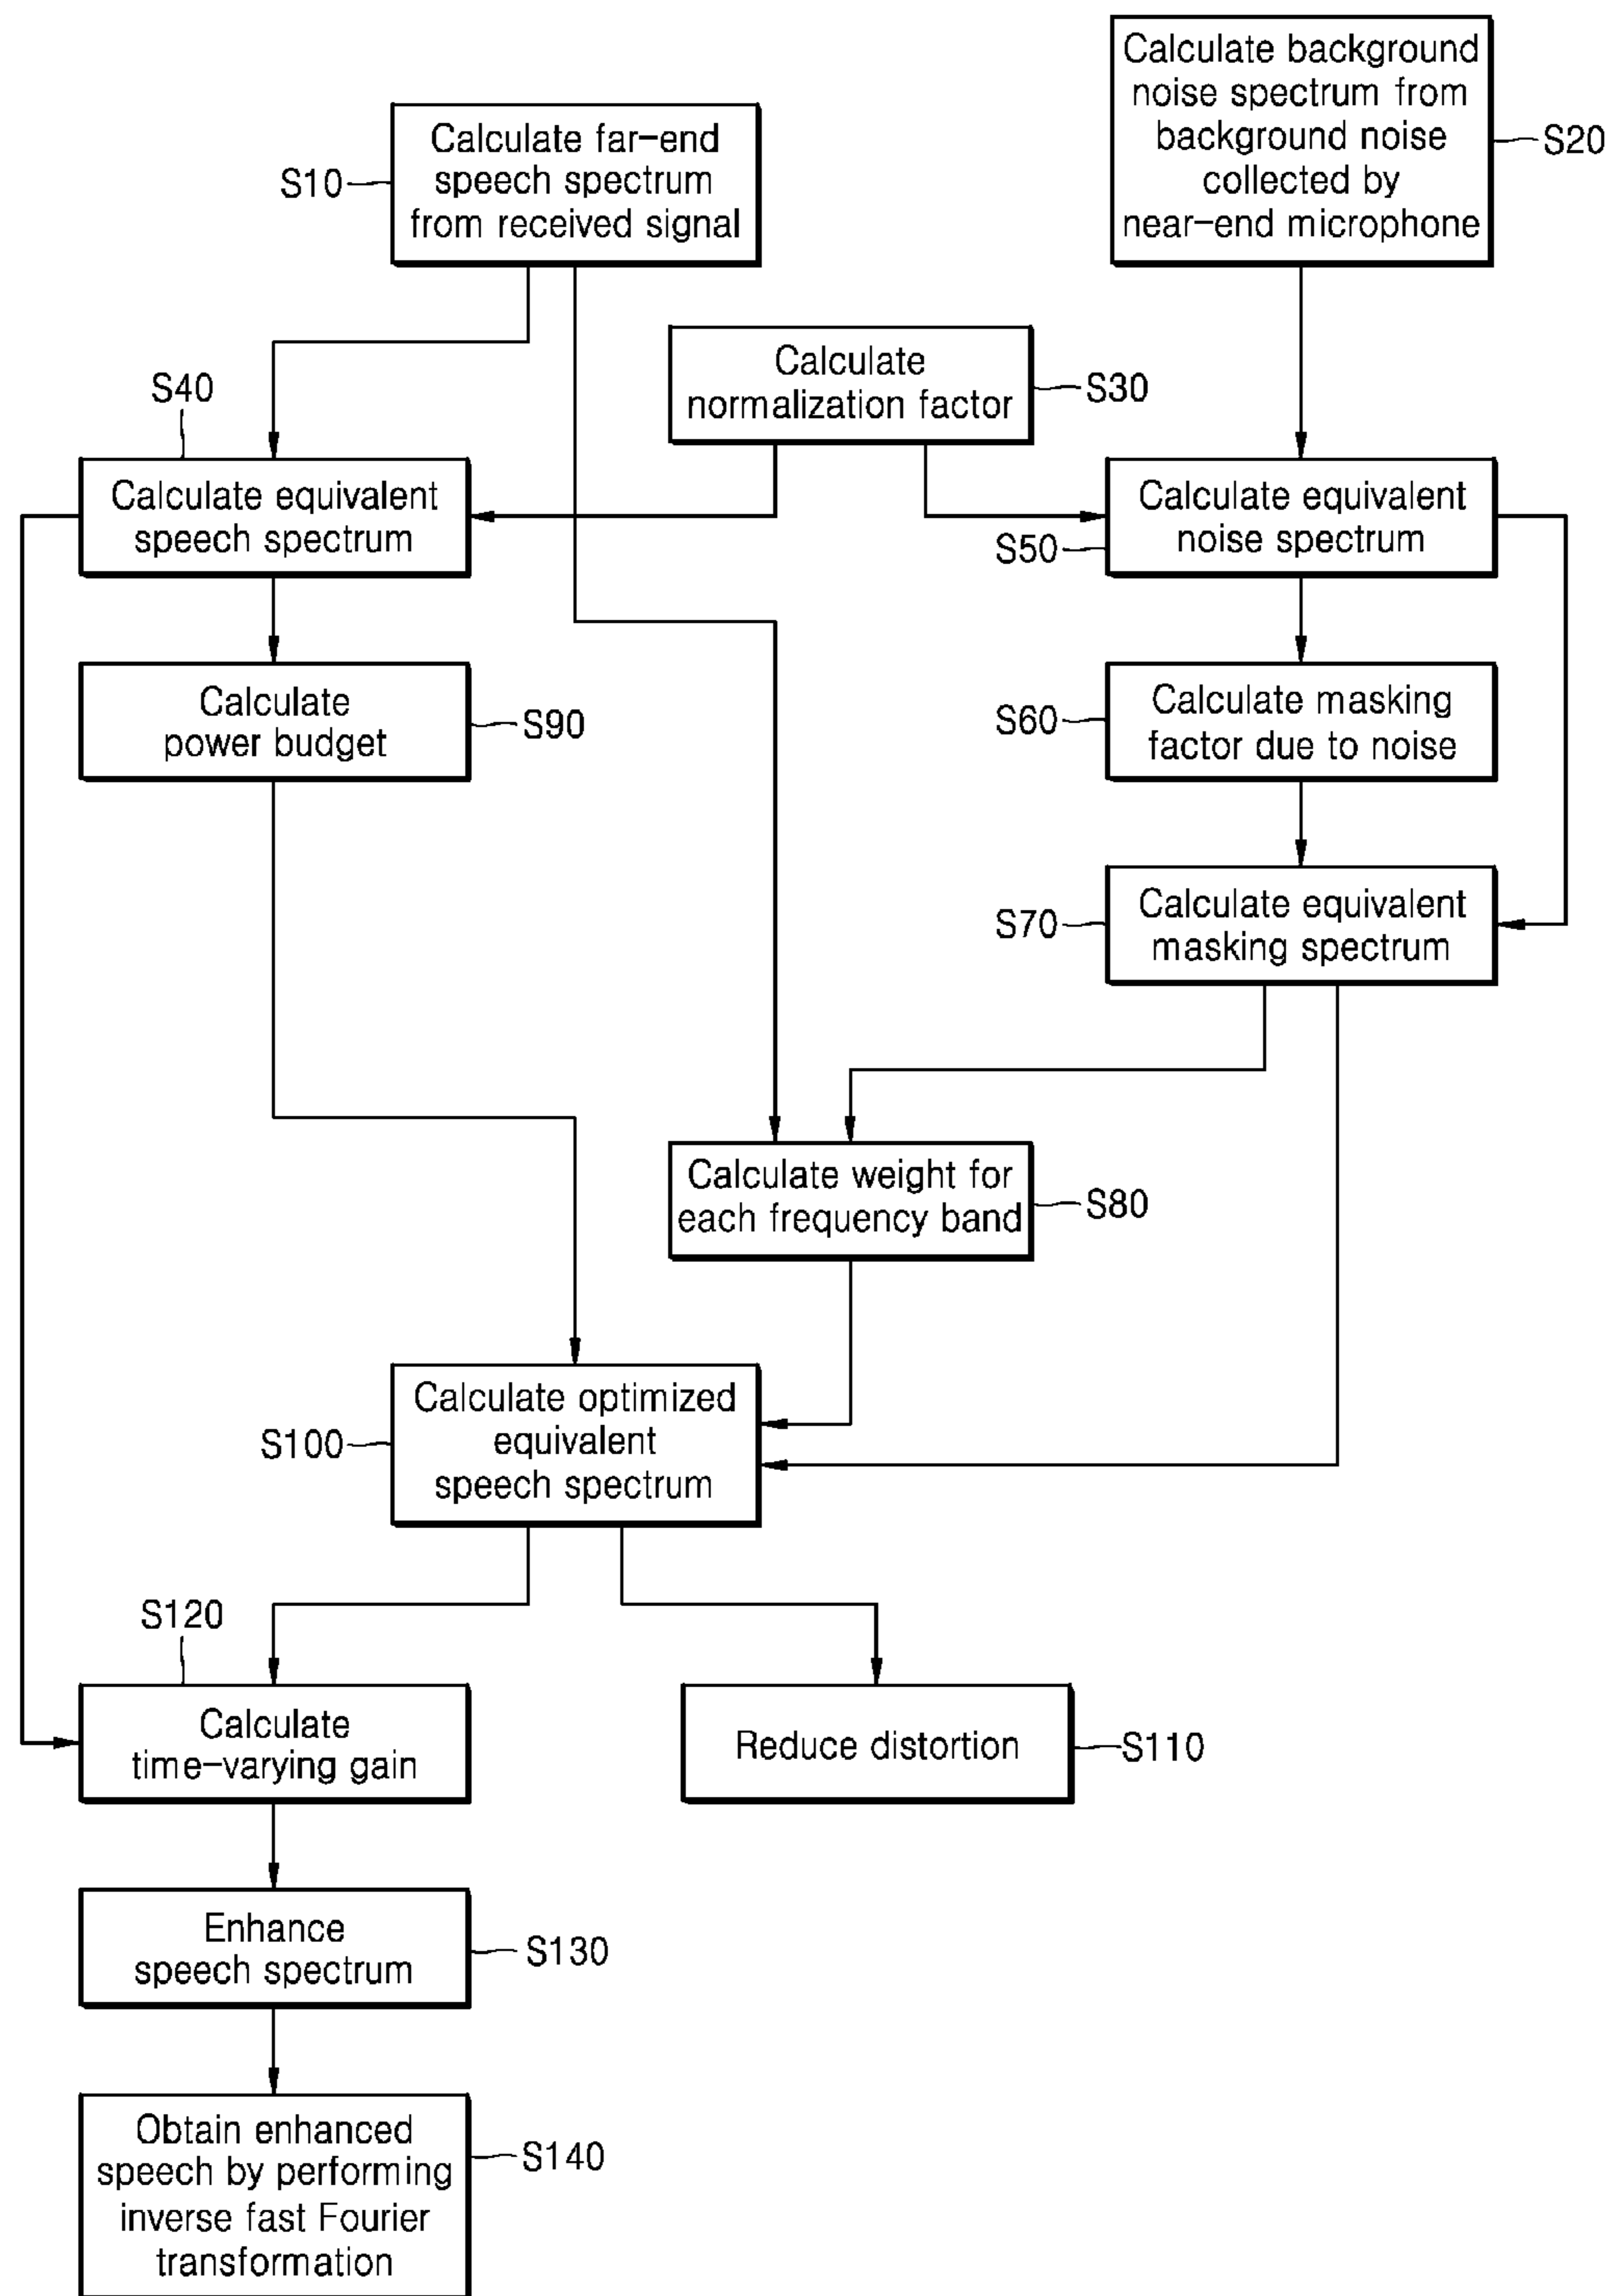 Calculate background
noise spectrum from
background noise
collected by
near-end microphone
S20
Calculate far-end
speech spectrum
from received signal
S10
Calculate
normalization factor
S30
S40
Calculate equivalent
speech spectrum
Calculate equivalent
noise spectrum
S50
Calculate
power budget
S90
Calculate masking
factor due to noise
S60
Calculate equivalent
masking spectrum
S70
Calculate weight for
each frequency band
S80
Calculate optimized
equivalent
speech spectrum
S100
S120
Calculate
time-varying gain
Reduce distortion
S110
Enhance
speech spectrum
S130
Obtain enhanced
speech by performing
inverse fast Fourier
transformation
S140